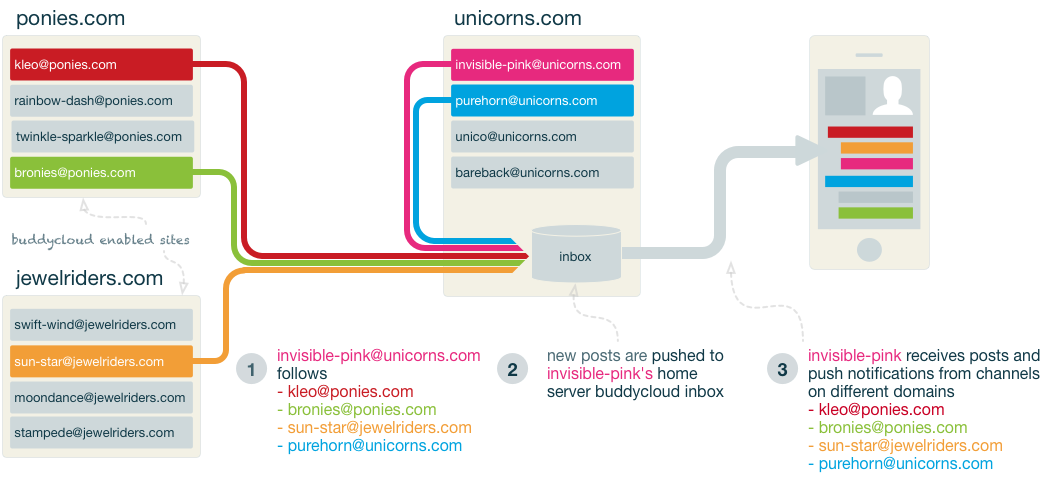 ponies.com
kleo@ponies.com
rainbow-dash@ponies.com
twinkle-sparkle@ponies.com
bronies@ponies.com
buddycloud enabled sites
jewelriders.com
swift-wind@jewelriders.com
sun-star@jewelriders.com
moondance@jewelriders.com
stampede@jewelriders.com
unicorns.com
invisible-pink@unicorns.com
purehorn@unicorns.com
unico@unicorns.com
bareback@unicorns.com
inbox
1
invisible-pink@unicorns.com
follows
- kleo@ponies.com
- bronies@ponies.com
- sun-star@jewelriders.com
- purehorn@unicorns.com
2
new posts are pushed to
invisible-pink's home
server buddycloud inbox
3
invisible-pink receives posts and
push notifications from channels
on different domains
- kleo@ponies.com
- bronies@ponies.com
- sun-star@jewelriders.com
- purehorn@unicorns.com